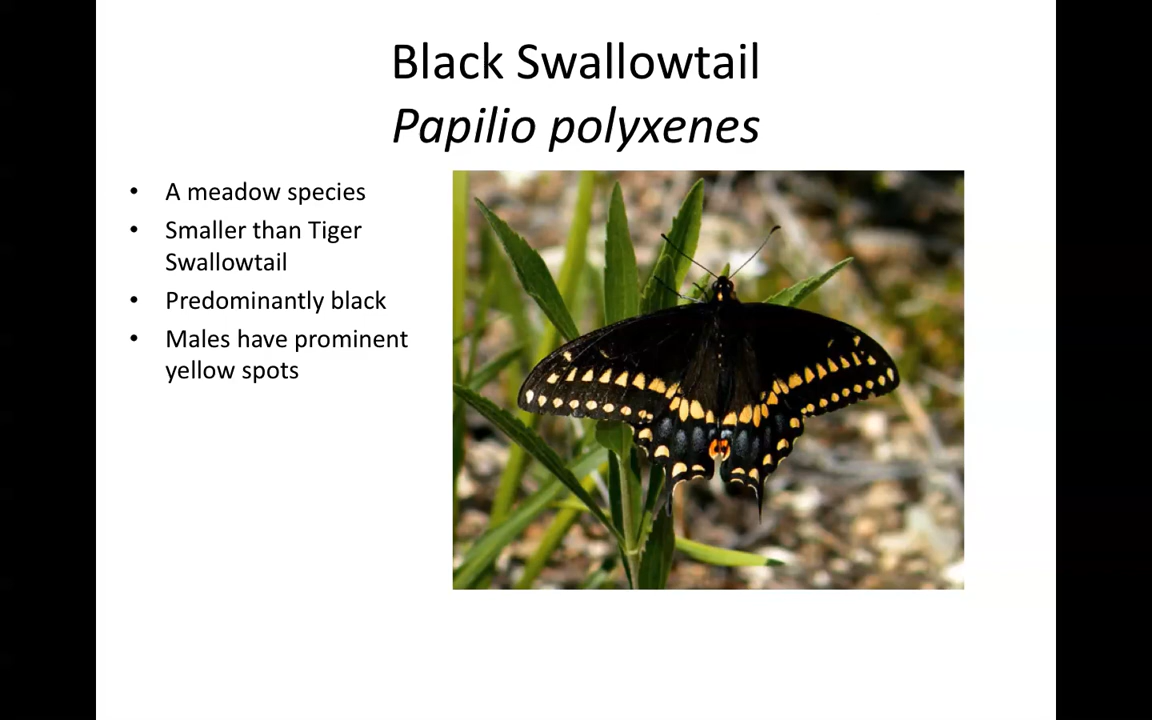 Black Swallowtail
Papilio polyxenes
• A meadow species
• Smaller than Tiger
Swallowtail
• Predominantly black
• Males have prominent
yellow spots